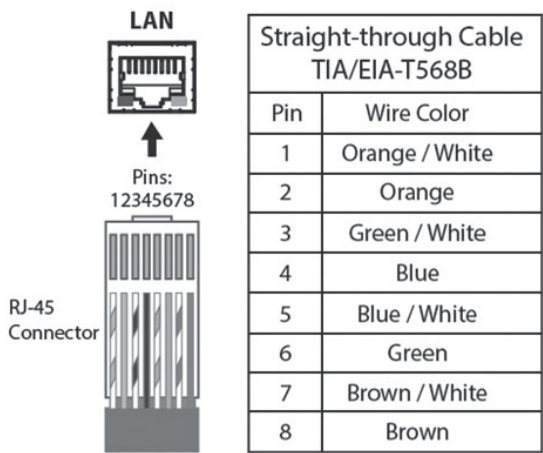 LAN
Pins:
12345678
RJ-45
Connector
Straight-through Cable
TIA/EIA-T568B
Pin Wire Color
1 Orange / White
2 Orange
3 Green / White
4 Blue
5 Blue / White
6 Green
7 Brown / White
8 Brown